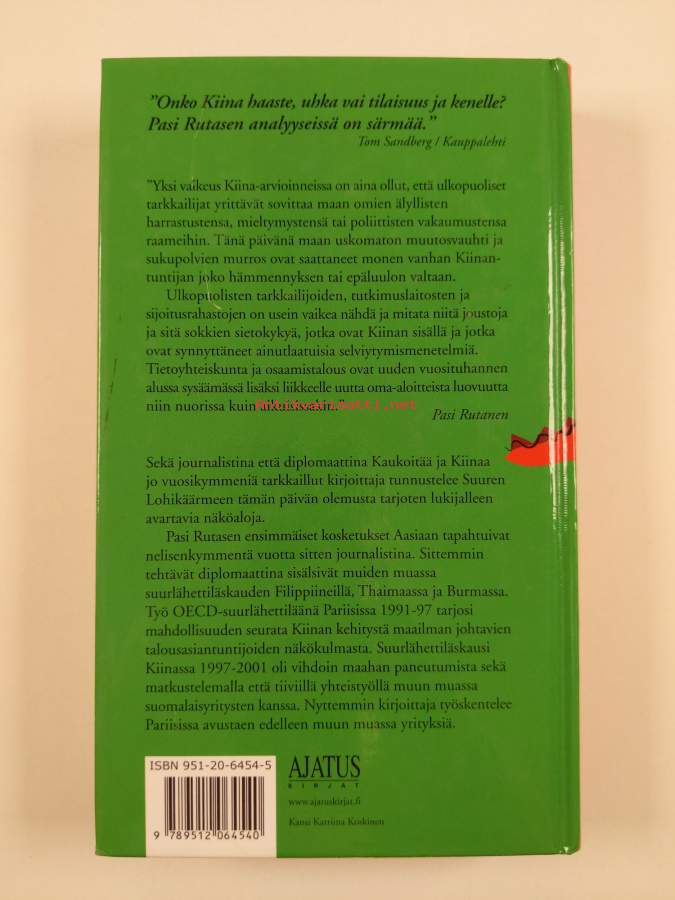 ”Onko Kiina haaste, uhka vai tilaisuus ja kenelle?
Pasi Rutasen analyyseissä on särmää.”
Tom Sandberg / Kauppalehti
”Yksi vaikeus Kiina-arvioinneissa on aina ollut, että ulkopuoliset
tarkkailijat yrittävät sovittaa maan omien älyllisten
harrastustensa, mieltymystensä tai poliittisten vakaumustensa
raameihin. Tänä päivänä maan uskomaton muutosvauhti ja
sukupolvien murros ovat saattaneet monen vanhan Kiinan-
tuntijan joko hämmennyksen tai epäluulon valtaan.
Ulkopuolisten tarkkailijoiden, tutkimuslaitosten ja
sijoitusrahastojen on usein vaikea nähdä ja mitata niitä joustoja
ja sitä sokkien sietokykyä, jotka ovat Kiinan sisällä ja jotka
ovat synnyttäneet ainutlaatuisia selviytymismenetelmiä.
Tietoyhteiskunta ja osaamistalous ovat uuden vuosituhannen
alussa sysäämässä lisäksi liikkeelle uutta oma-aloitteista luovuutta
niin nuorissa kuin
Antikvariaatti.net
Pasi Rutanen
Sekä journalistina että diplomaattina Kaukoitää ja Kiinaa
jo vuosikymmeniä tarkkaillut kirjoittaja tunnustelee Suuren
Lohikäärmeen tämän päivän olemusta tarjoten lukijalleen
avartavia näköaloja.
Pasi Rutasen ensimmäiset kosketukset Aasiaan tapahtuivat
nelisenkymmentä vuotta sitten journalistina. Sittemmin
tehtävät diplomaattina sisälsivät muiden muassa
suurlähettiläskauden Filippiineillä, Thaimaassa ja Burmassa.
Työ OECD-suurlähettiläänä Pariisissa 1991-97 tarjosi
mahdollisuuden seurata Kiinan kehitystä maailman johtavien
talousasiantuntijoiden näkökulmasta. Suurlähettiläskausi
Kiinassa 1997-2001 oli vihdoin maahan paneutumista sekä
matkustelemalla että tiiviillä yhteistyöllä muun muassa
suomalaisyritysten kanssa. Nyttemmin kirjoittaja työskentelee
Pariisissa avustaen edelleen muun muassa yrityksiä.
ISBN 951-20-6454-5
9 789512 064540
AJATUS
KIRJAT
www.ajatuskirjat.fi
Kansi Katriina Koskinen